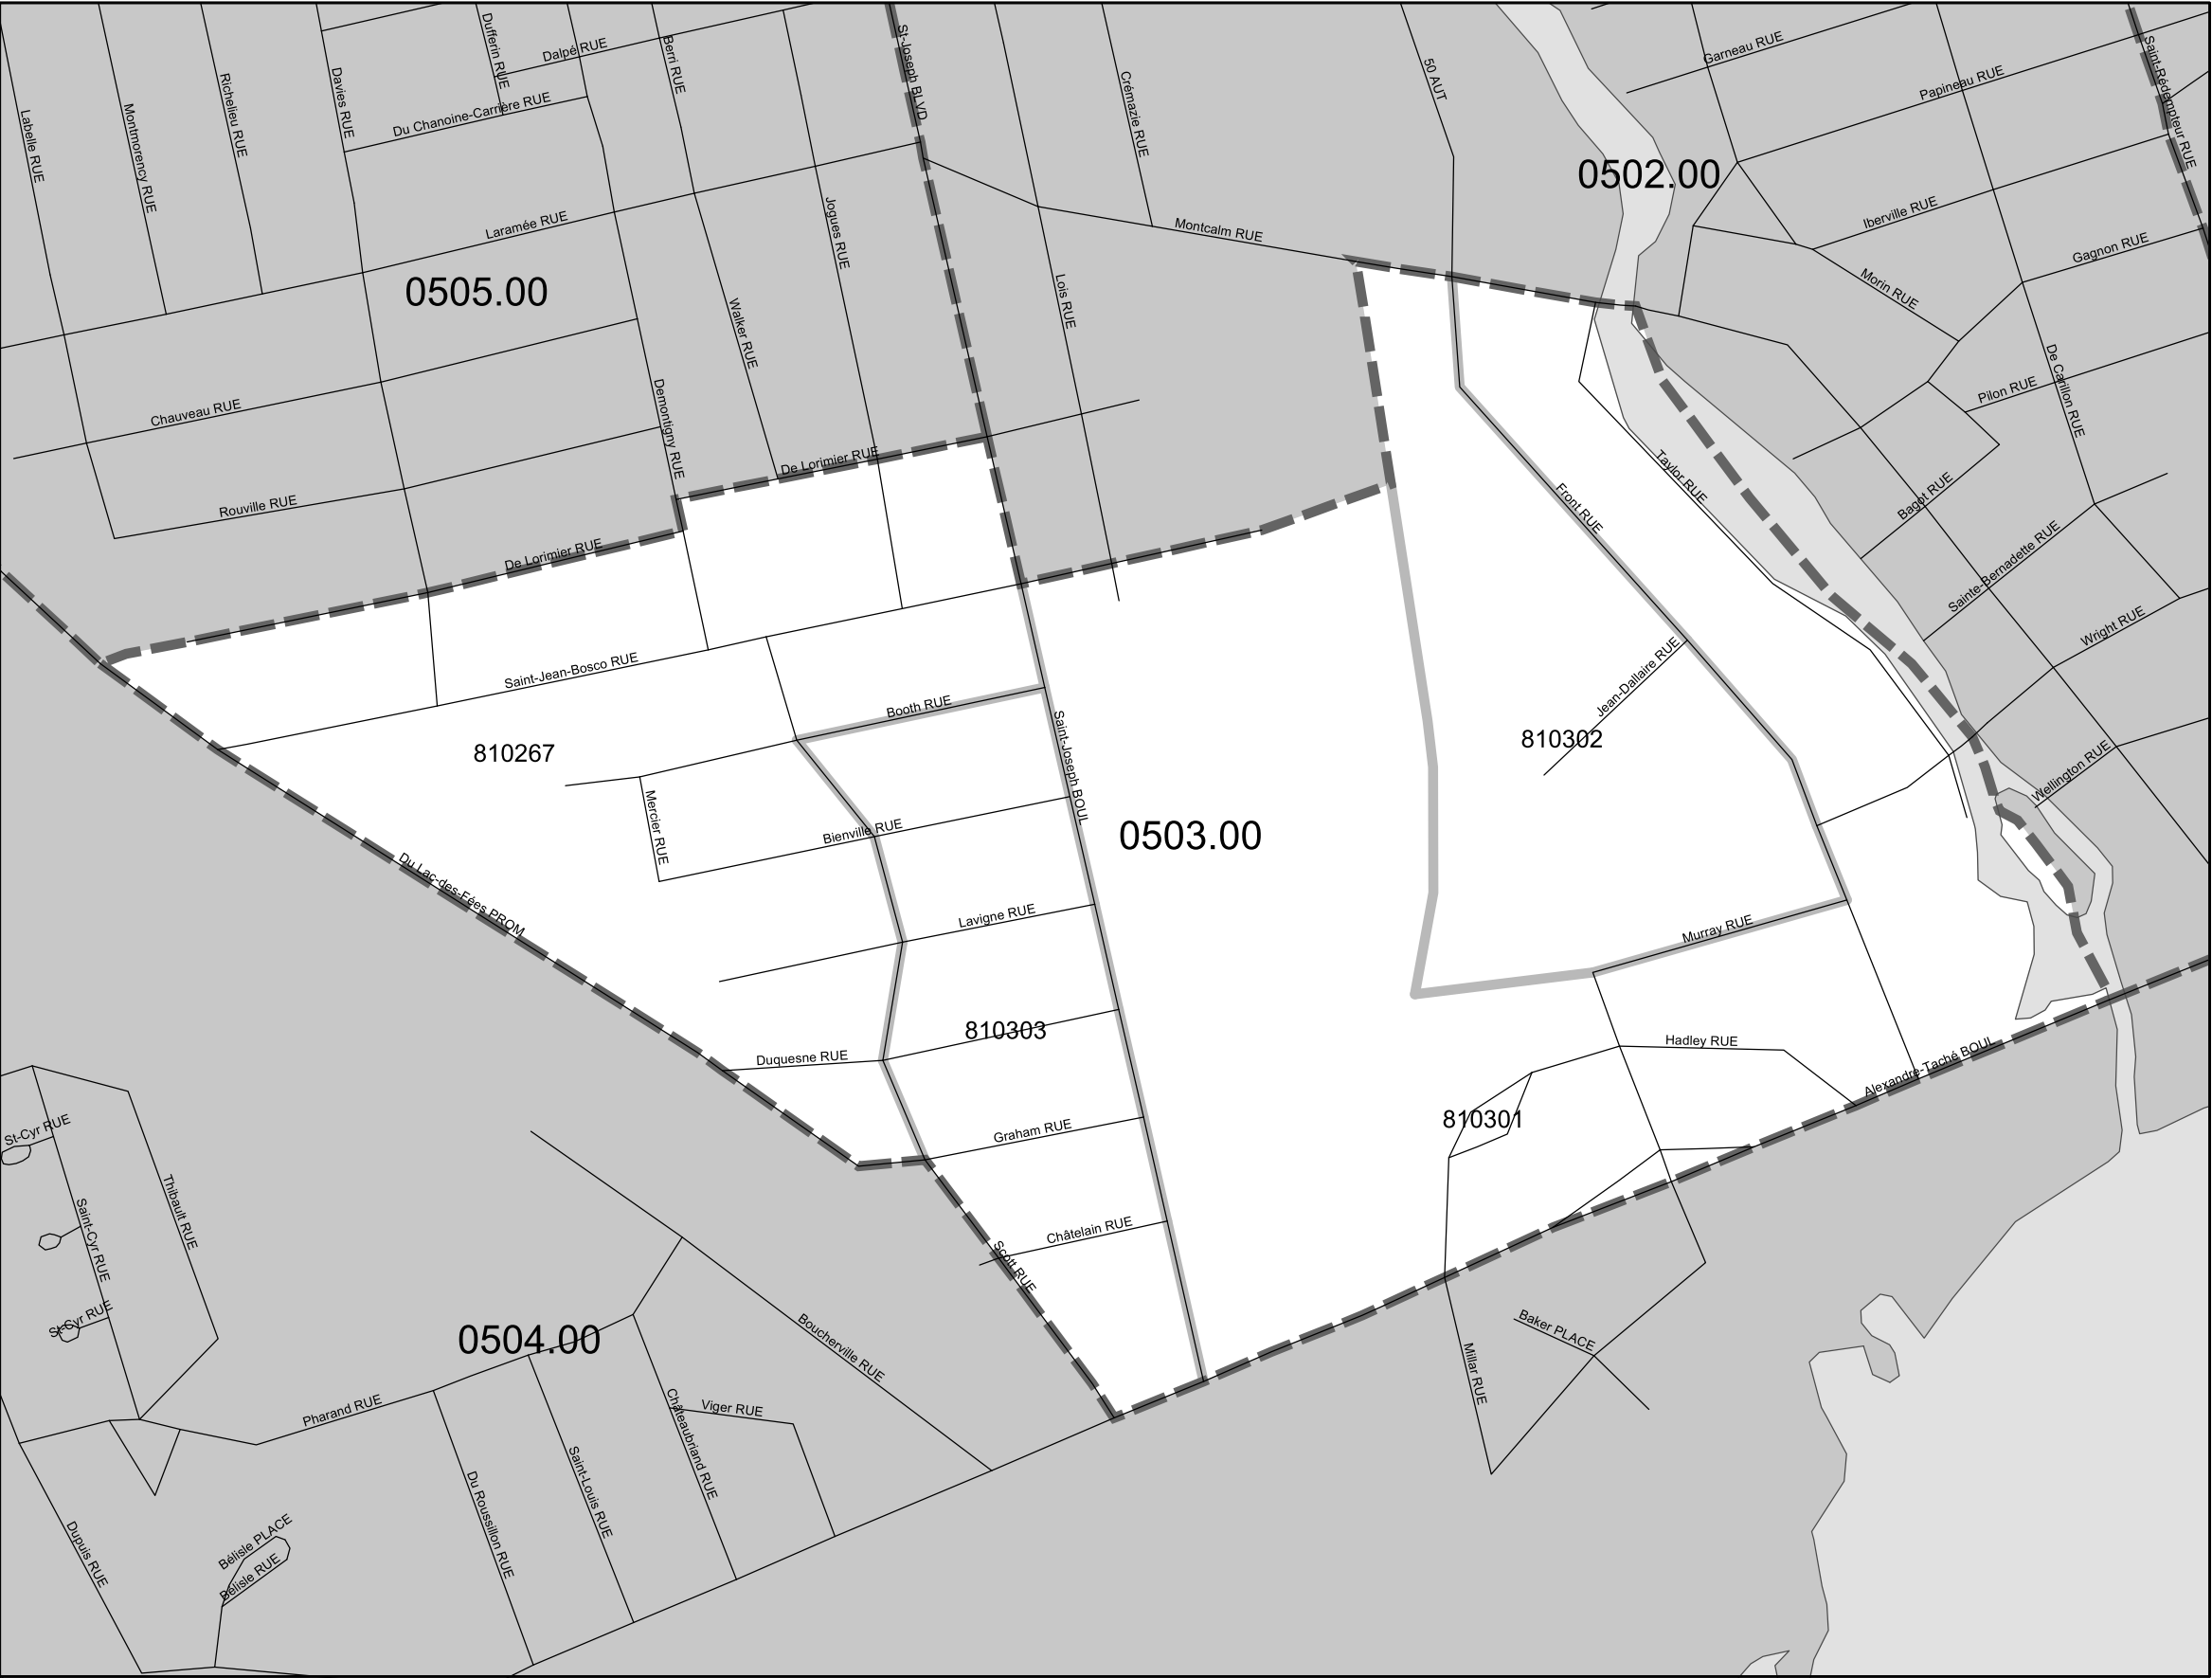 Labelle RUE
Montmorency RUE
Richelieu RUE
Davies RUE
Dufferin RUE
Dalpé RUE
Du Chanoine-Carrière RUE
Berri RUE
St-Joseph BLVD
Crémazie RUE
50 AUT
Garneau RUE
Papineau RUE
Saint-Rédempteur RUE
0502.00
Laramée RUE
Jogues RUE
Montcalm RUE
Iberville RUE
Gagnon RUE
Morin RUE
0505.00
Walker RUE
Lois RUE
De Carillon RUE
Pilon RUE
Chauveau RUE
Demontigny RUE
De Lorimier RUE
Taylor RUE
Front RUE
Bagot RUE
Rouville RUE
De Lorimier RUE
Sainte-Bernadette RUE
Wright RUE
Saint-Jean-Bosco RUE
Jean-Dallaire RUE
Booth RUE
810267
810302
Saint-Joseph BOUL
Wellington RUE
Mercier RUE
Bienville RUE
0503.00
Du Lac-des-Fées PROM
Lavigne RUE
Murray RUE
810303
Duquesne RUE
Hadley RUE
Alexandre-Taché BOUL
810301
Graham RUE
St-Cyr RUE
Thibault RUE
Saint-Cyr RUE
Châtelain RUE
Scott RUE
St-Cyr RUE
0504.00
Boucherville RUE
Baker PLACE
Millar RUE
Pharand RUE
Châteaubriand RUE
Viger RUE
Saint-Louis RUE
Du Roussillon RUE
Dupuis RUE
Bélisle PLACE
Bélisle RUE